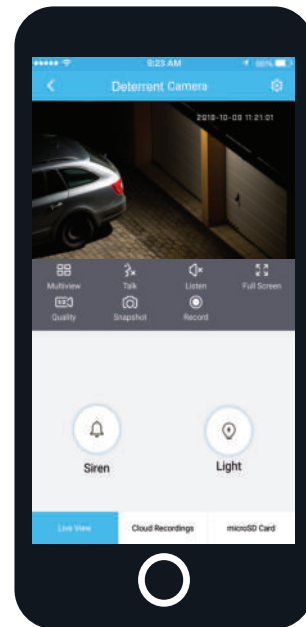 9:23 AM
Deterrent Camera
2018-10-09 11:21:01
Multiview Talk Listen Full Screen
Quality Snapshot Record
Siren Light
Live View Cloud Recordings microSD Card